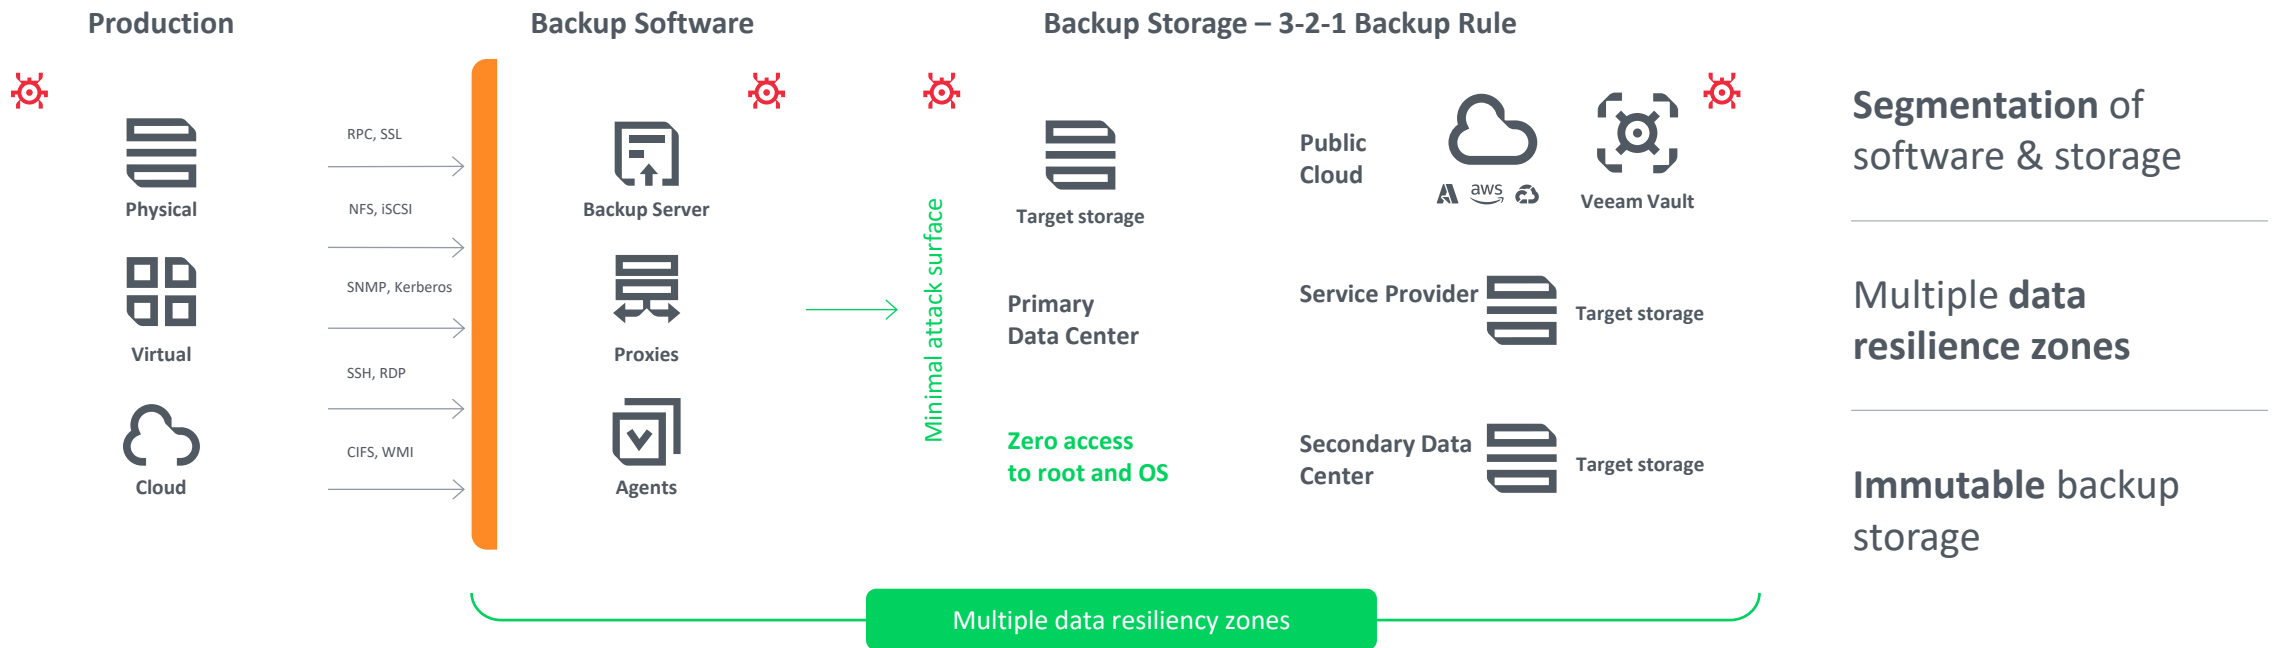 Production
Backup Software
Backup Storage – 3-2-1 Backup Rule
Physical
Virtual
Cloud
RPC, SSL
NFS, iSCSI
SNMP, Kerberos
SSH, RDP
CIFS, WMI
Backup Server
Proxies
Agents
Minimal attack surface
Target storage
Primary
Data Center
Zero access
to root and OS
Public
Cloud
aws
Veeam Vault
Service Provider
Target storage
Secondary Data
Center
Target storage
Segmentation of
software & storage
Multiple data
resilience zones
Immutable backup
storage
Multiple data resiliency zones